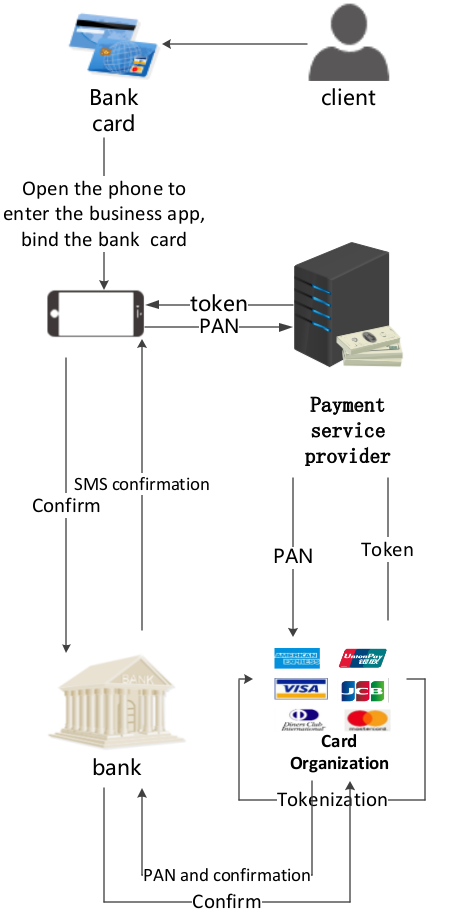 Bank
card
client
Open the phone to
enter the business app,
bind the bank card
token
PAN
Payment
service
provider
SMS confirmation
Confirm
PAN
Token
AMERICAN
EXPRESS
UnionPay
银联
VISA
JCB
Diners Club
International
mastercard
BANK
bank
Card
Organization
Tokenization
PAN and confirmation
Confirm